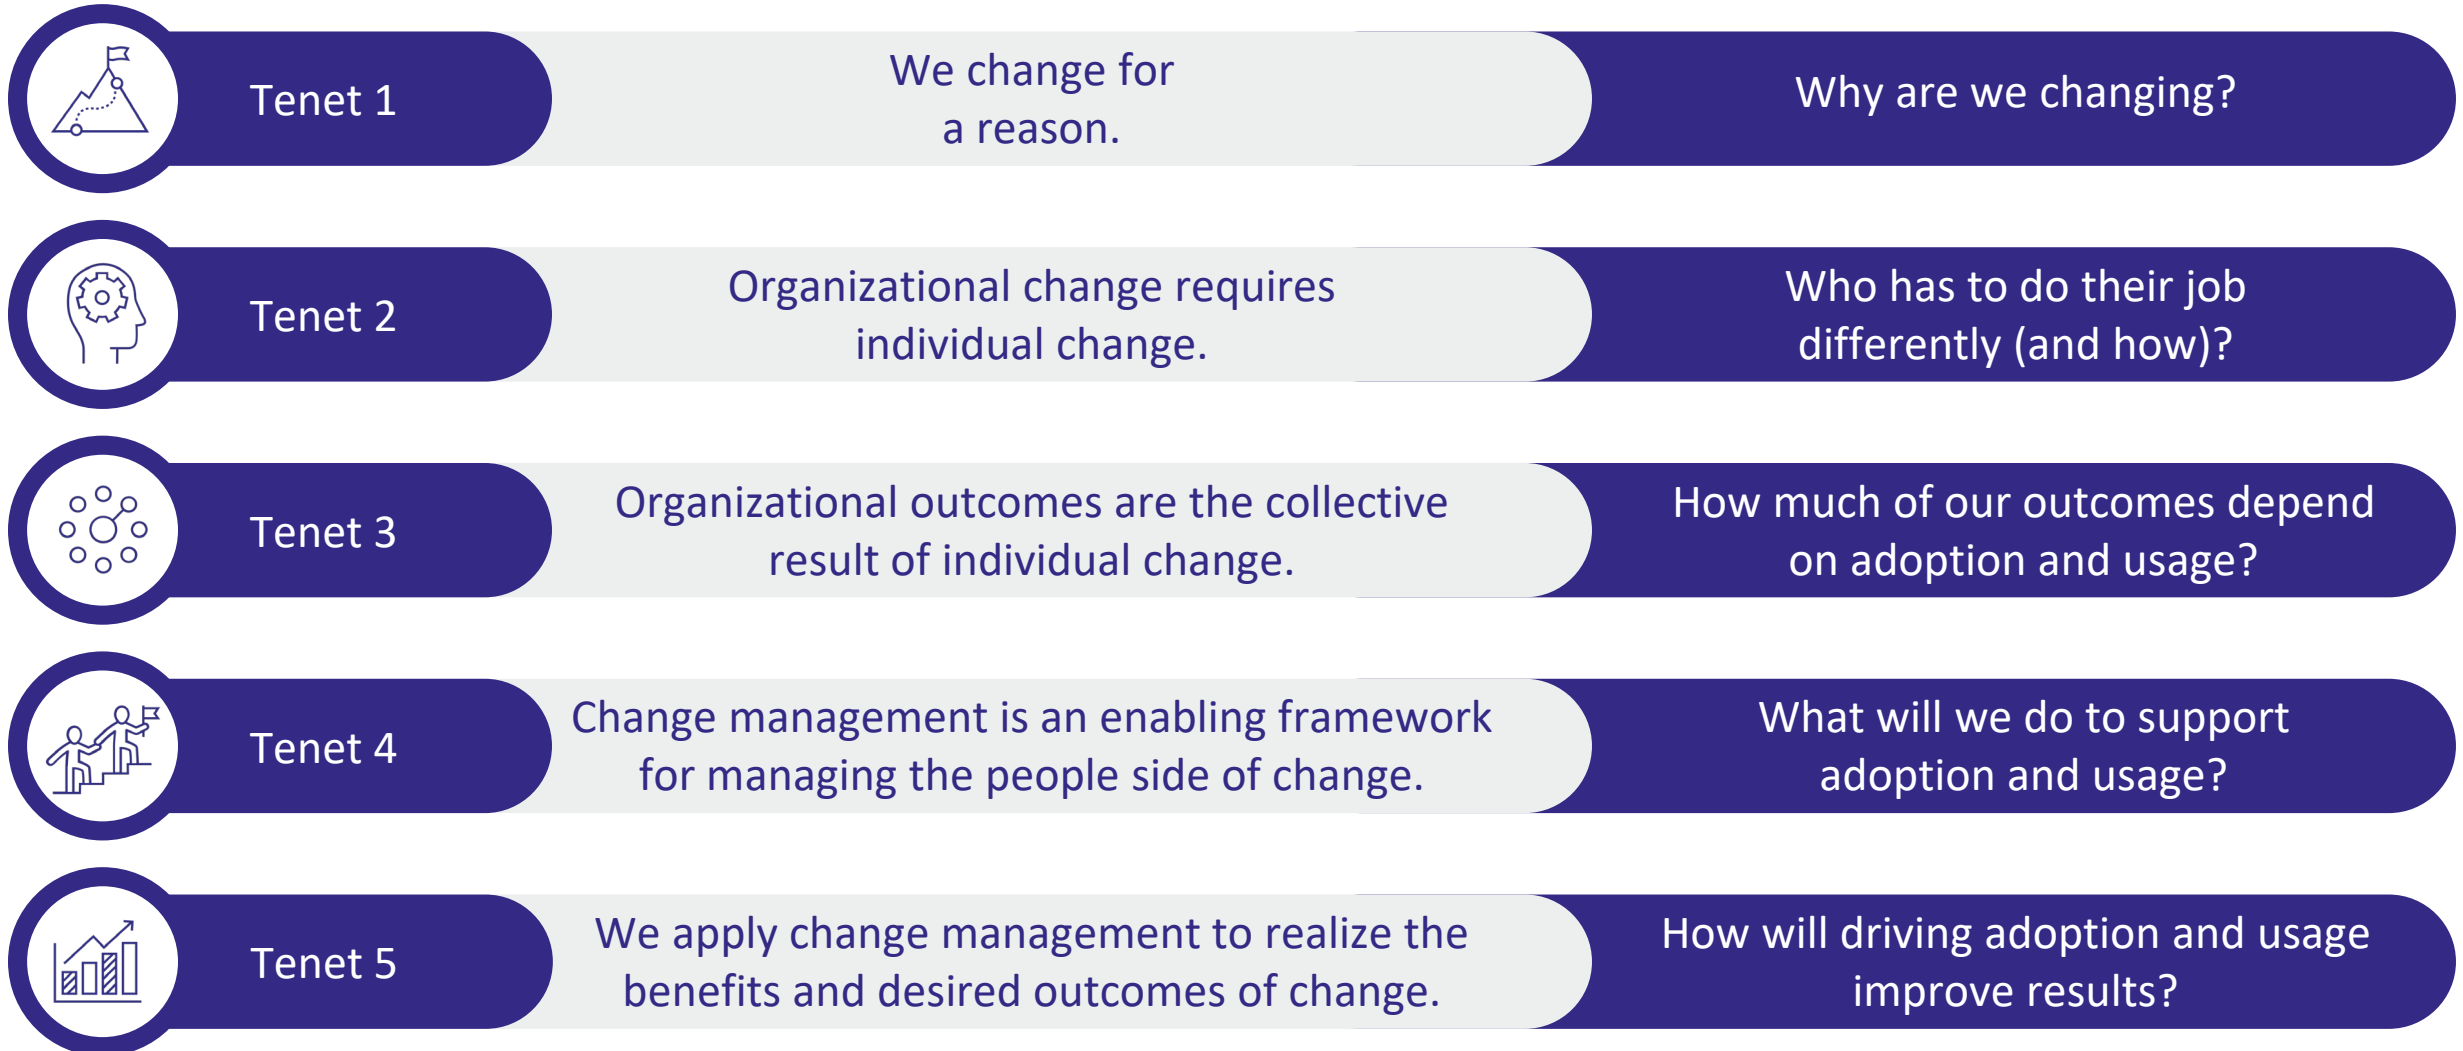 Tenet 1
We change for
a reason.
Why are we changing?
Tenet 2
Organizational change requires
individual change.
Who has to do their job
differently (and how)?
Tenet 3
Organizational outcomes are the collective
result of individual change.
How much of our outcomes depend
on adoption and usage?
Tenet 4
Change management is an enabling framework
for managing the people side of change.
What will we do to support
adoption and usage?
Tenet 5
We apply change management to realize the
benefits and desired outcomes of change.
How will driving adoption and usage
improve results?